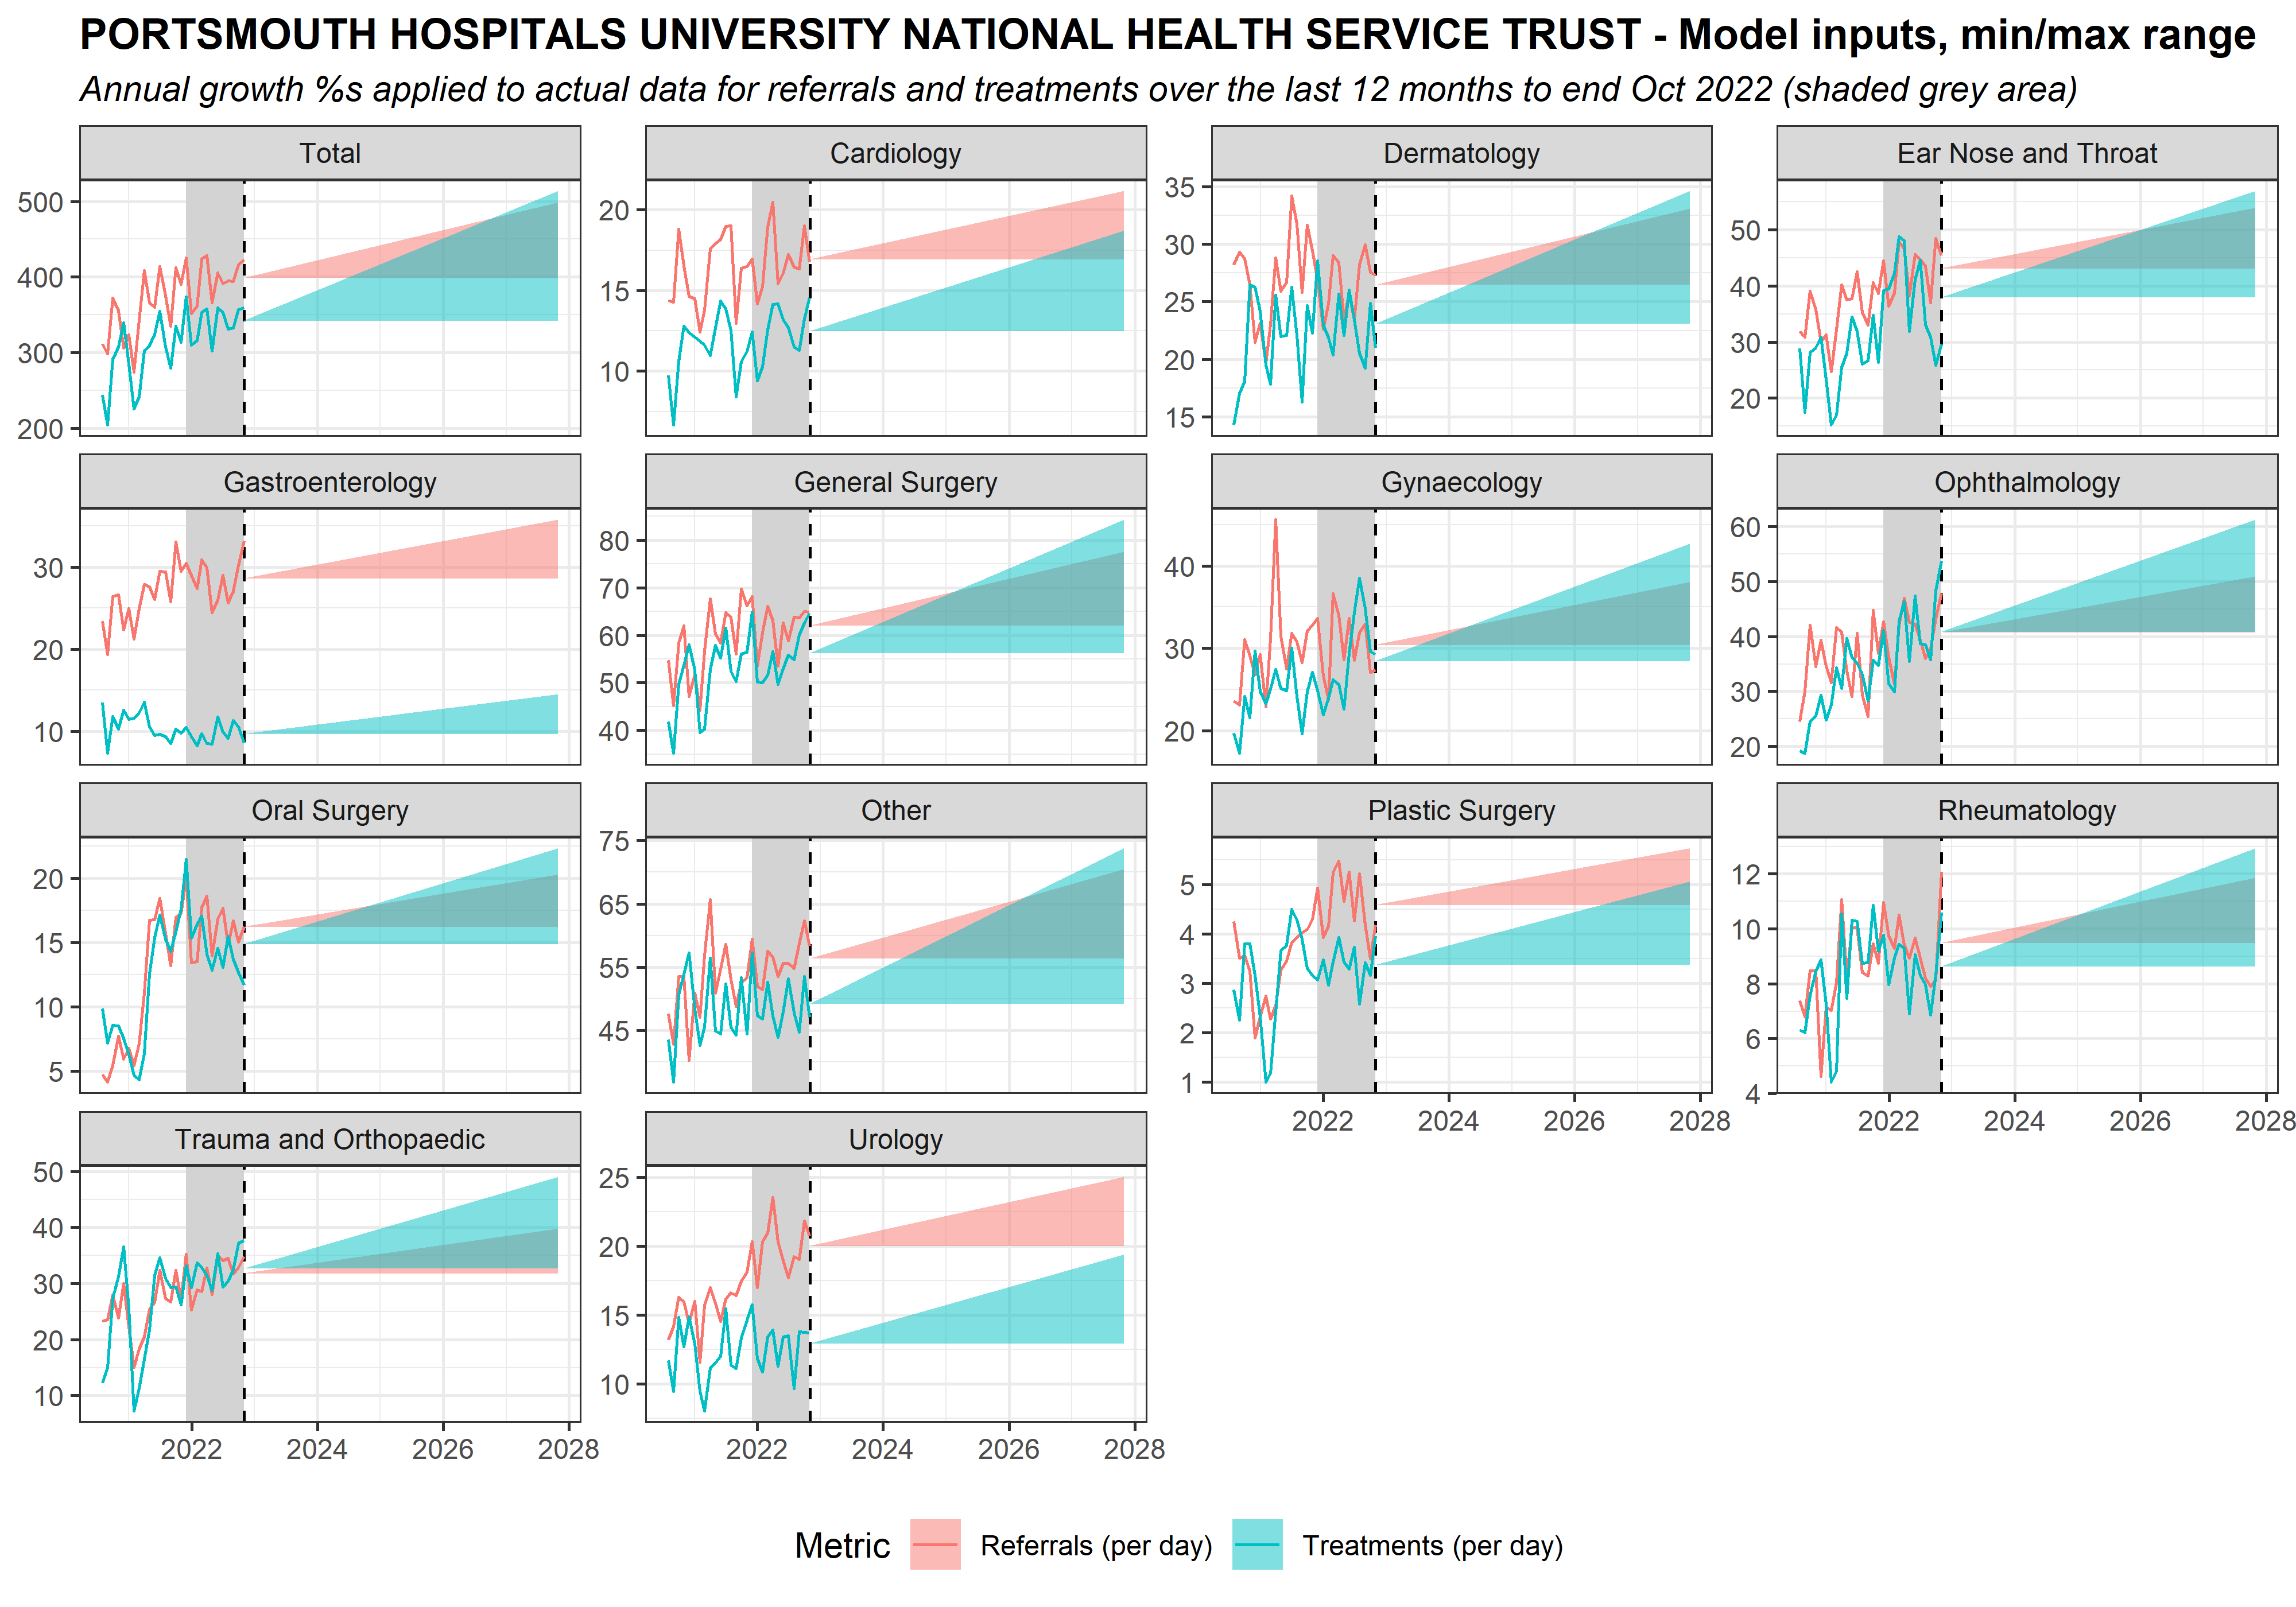 PORTSMOUTH HOSPITALS UNIVERSITY NATIONAL HEALTH SERVICE TRUST - Model inputs, min/max range
Annual growth %s applied to actual data for referrals and treatments over the last 12 months to end Oct 2022 (shaded grey area)
Total
500
400
300
200
Cardiology
20
15
10
Dermatology
35
30
25
20
15
Ear Nose and Throat
50
40
30
20
Gastroenterology
30
20
10
General Surgery
80
70
60
50
40
Gynaecology
40
30
20
Ophthalmology
60
50
40
30
20
Oral Surgery
20
15
10
5
Other
75
65
55
45
Plastic Surgery
5
4
3
2
1
2022 2024 2026 2028
Rheumatology
12
10
8
6
4
2022 2024 2026 2028
Trauma and Orthopaedic
50
40
30
20
10
2022 2024 2026 2028
Urology
25
20
15
10
2022 2024 2026 2028
Metric Referrals (per day) Treatments (per day)